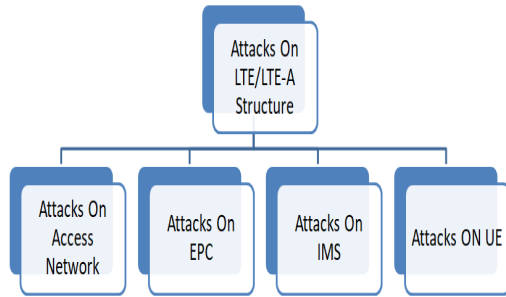 Attacks On
LTE/LTE-A
Structure
Attacks On
Access
Network
Attacks On
EPC
Attacks On
IMS
Attacks ON UE